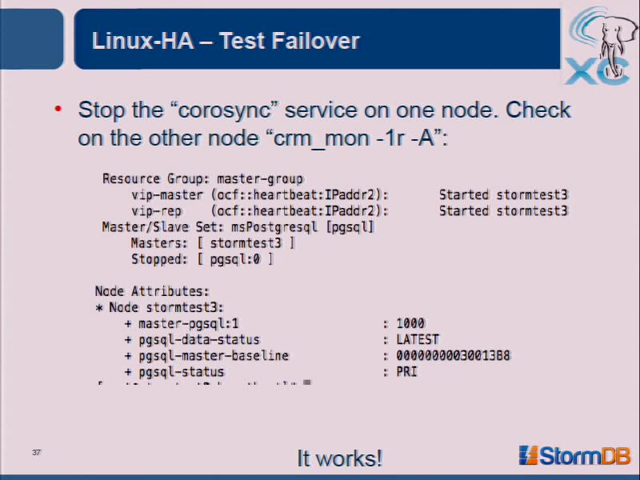 Linux-HA – Test Failover
XC
• Stop the “corosync” service on one node. Check
on the other node “crm_mon -1r -A”:
Resource Group: master-group
vip-master (ocf::heartbeat:IPaddr2): Started stormtest3
vip-rep (ocf::heartbeat:IPaddr2): Started stormtest3
Master/Slave Set: msPostgresql [pgsql]
Masters: [ stormtest3 ]
Stopped: [ pgsql:0 ]
Node Attributes:
* Node stormtest3:
+ master-pgsql:1 : 1000
+ pgsql-data-status : LATEST
+ pgsql-master-baseline : 00000000030013B8
+ pgsql-status : PRI
37
It works!
StormDB